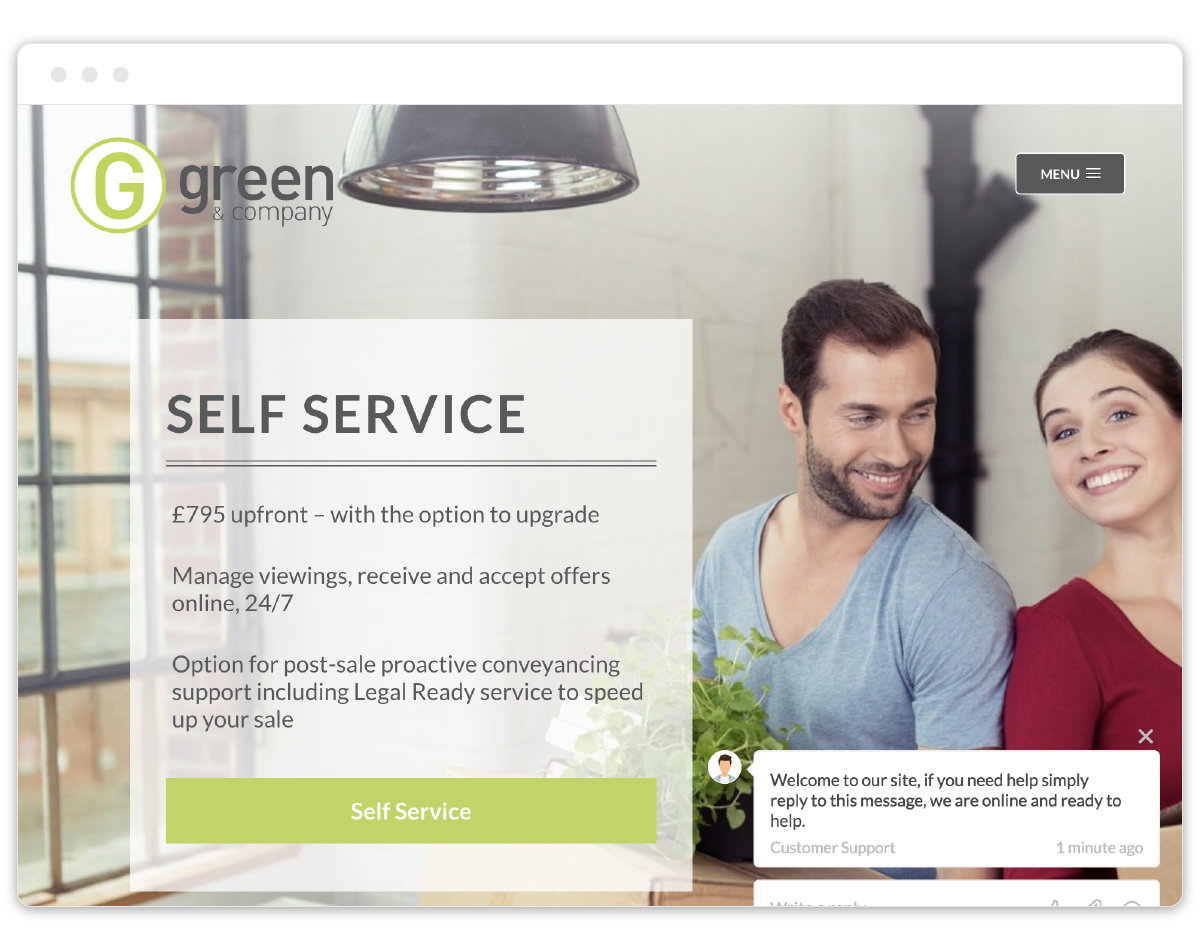 G green
& company
MENU
SELF SERVICE
£795 upfront – with the option to upgrade
Manage viewings, receive and accept offers
online, 24/7
Option for post-sale proactive conveyancing
support including Legal Ready service to speed
up your sale
Self Service
Welcome to our site, if you need help simply
reply to this message, we are online and ready to
help.
Customer Support 1 minute ago
Write a reply